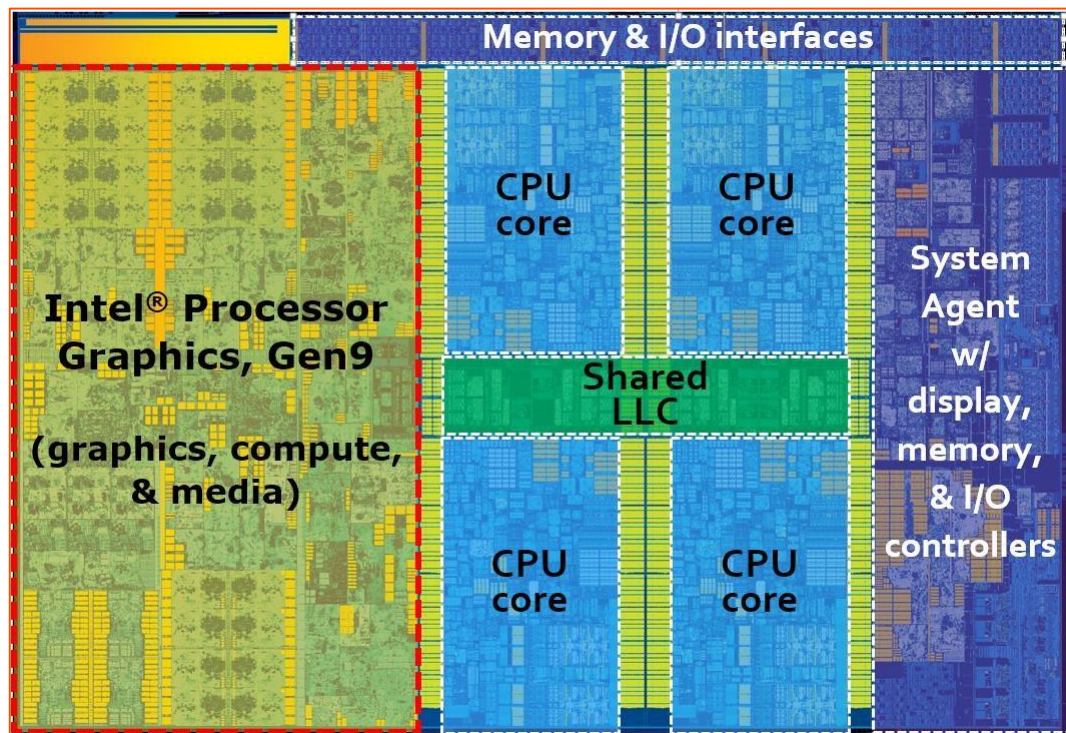 Memory & I/O interfaces
CPU
core
CPU
core
Intel® Processor
Graphics, Gen9
(graphics, compute,
& media)
Shared
LLC
System
Agent
w/
display,
memory,
& I/O
controllers
CPU
core
CPU
core